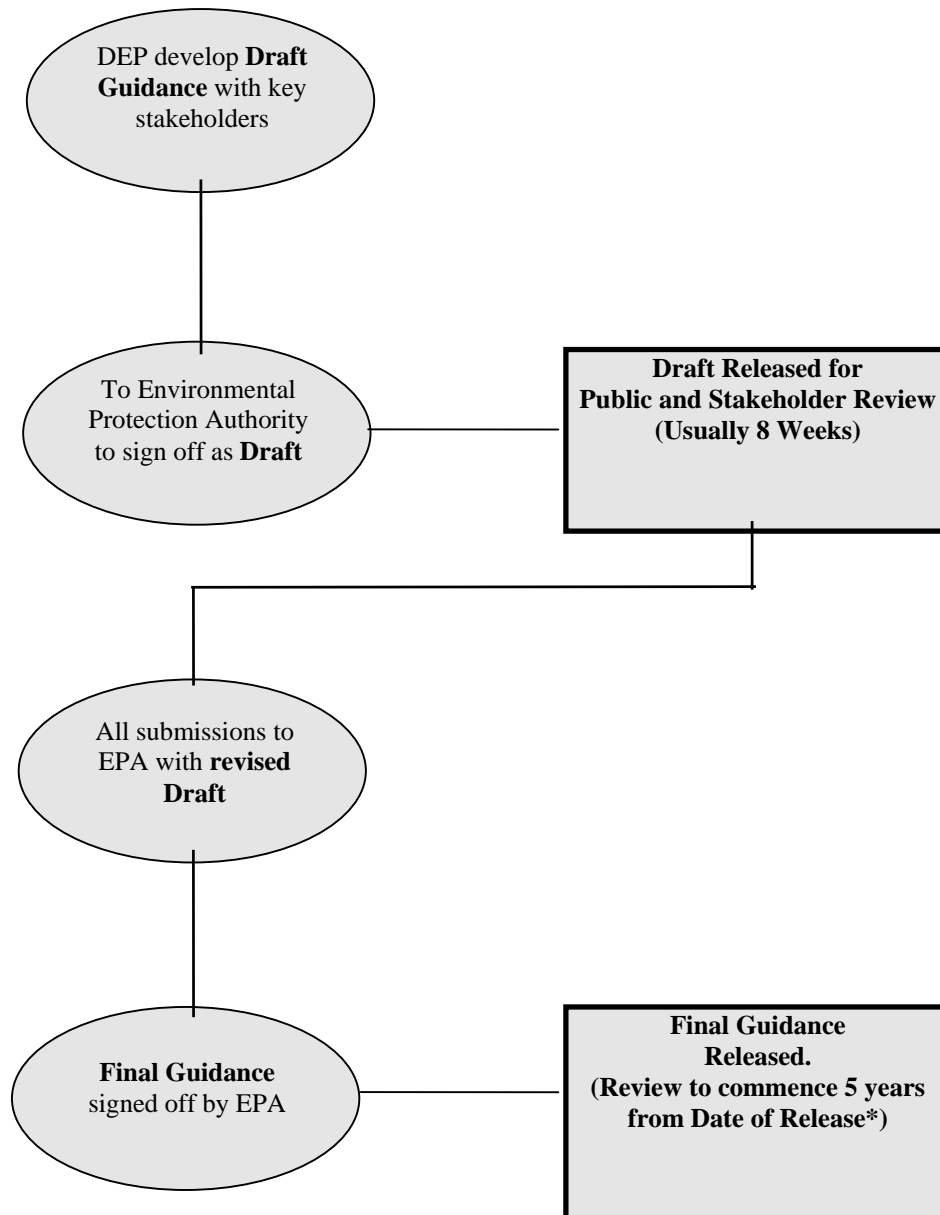 DEP develop Draft
Guidance with key
stakeholders
To Environmental
Protection Authority
to sign off as Draft
Draft Released for
Public and Stakeholder Review
(Usually 8 Weeks)
All submissions to
EPA with revised
Draft
Final Guidance
signed off by EPA
Final Guidance
Released.
(Review to commence 5 years
from Date of Release*)